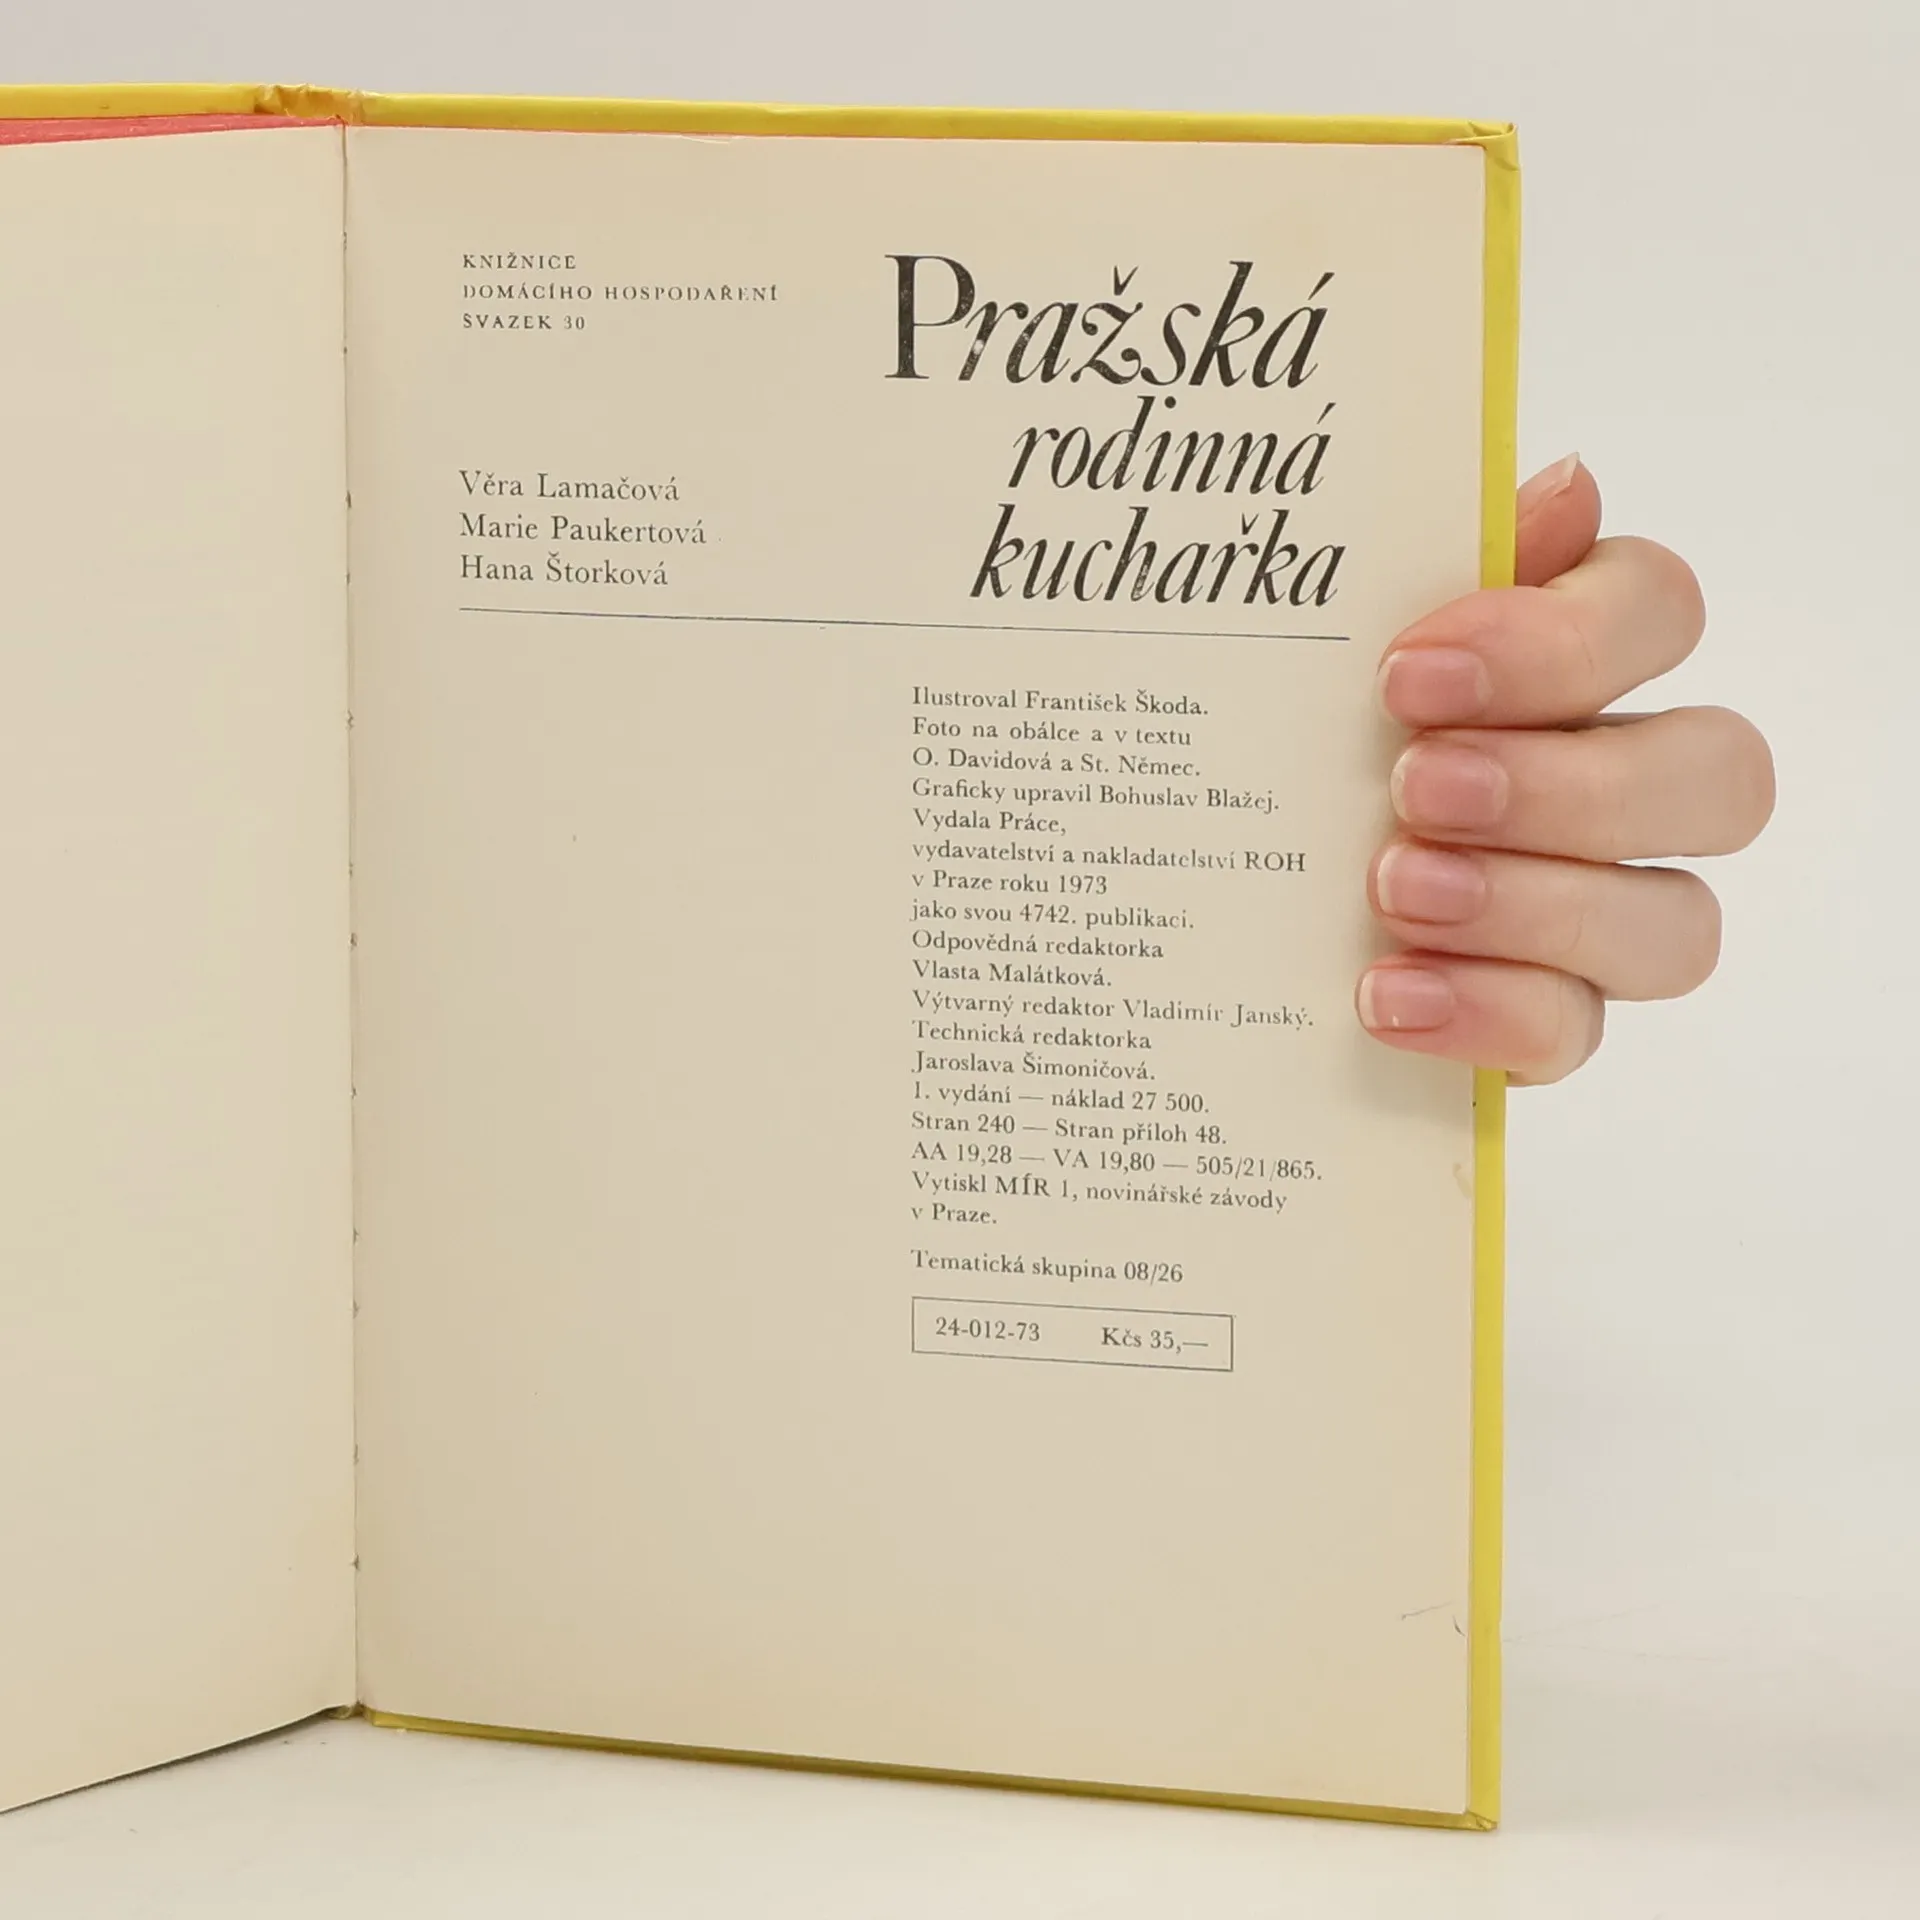 KNIŽNICE
DOMÁCÍHO HOSPODAŘENÍ
SVAZEK 30
Pražská
rodinná
kuchařka
Věra Lamačová
Marie Paukertová
Hana Štorková
Ilustroval František Škoda.
Foto na obálce a v textu
O. Davidová a St. Němec.
Graficky upravil Bohuslav Blažej.
Vydala Práce,
vydavatelství a nakladatelství ROH
v Praze roku 1973
jako svou 4742. publikaci.
Odpovědná redaktorka
Vlasta Malátková.
Výtvarný redaktor Vladimír Janský.
Technická redaktorka
Jaroslava Šimoničová.
1. vydání — náklad 27 500.
Stran 240 — Stran příloh 48.
AA 19,28 — VA 19,80 — 505/21/865.
Vytiskl MÍR 1, novinářské závody
v Praze.
Tematická skupina 08/26
24-012-73 Kčs 35,—